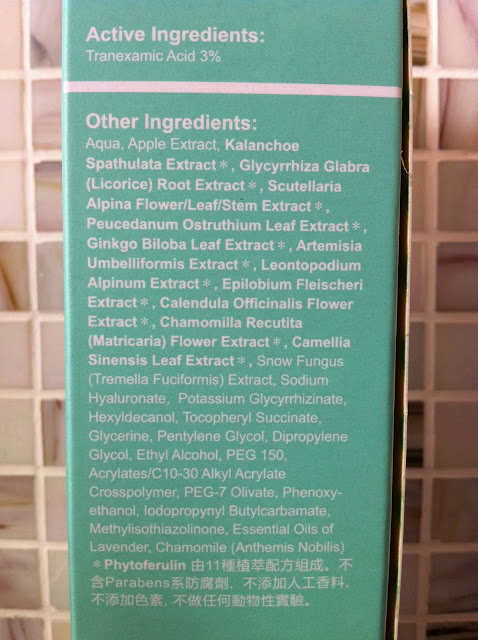 Active Ingredients:
Tranexamic Acid 3%
Other Ingredients:
Aqua, Apple Extract, Kalanchoe
Spathulata Extract＊, Glycyrrhiza Glabra
(Licorice) Root Extract＊, Scutellaria
Alpina Flower/Leaf/Stem Extract＊,
Peucedanum Ostruthium Leaf Extract＊,
Ginkgo Biloba Leaf Extract＊, Artemisia
Umbelliformis Extract＊, Leontopodium
Alpinum Extract＊, Epilobium Fleischeri
Extract＊, Calendula Officinalis Flower
Extract＊, Chamomilla Recutita
(Matricaria) Flower Extract＊, Camellia
Sinensis Leaf Extract＊, Snow Fungus
(Tremella Fuciformis) Extract, Sodium
Hyaluronate, Potassium Glycyrrhizinate,
Hexyldecanol, Tocopheryl Succinate,
Glycerine, Pentylene Glycol, Dipropylene
Glycol, Ethyl Alcohol, PEG 150,
Acrylates/C10-30 Alkyl Acrylate
Crosspolymer, PEG-7 Olivate, Phenoxy-
ethanol, Iodopropynyl Butylcarbamate,
Methylisothiazolinone, Essential Oils of
Lavender, Chamomile (Anthemis Nobilis)
＊Phytoferulin 由11種植萃配方組成。不
含Parabens系防腐劑，不添加人工香料，
不添加色素，不做任何動物性實驗。